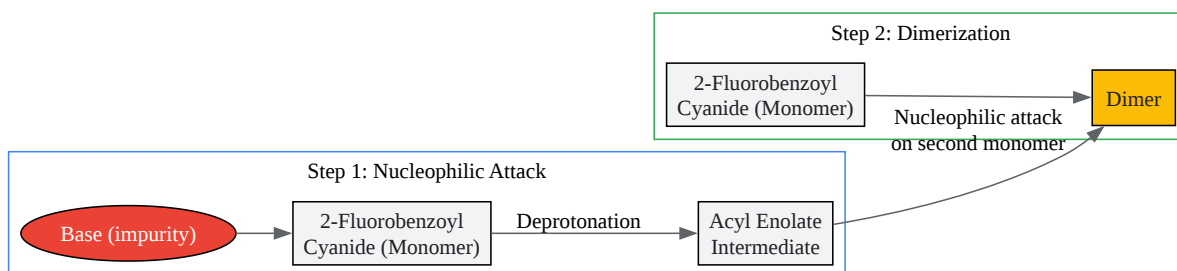 Step 2: Dimerization
2-Fluorobenzoyl
Cyanide (Monomer)
Nucleophilic attack
on second monomer
Dimer
Step 1: Nucleophilic Attack
Base (impurity)
2-Fluorobenzoyl
Cyanide (Monomer)
Deprotonation
Acyl Enolate
Intermediate